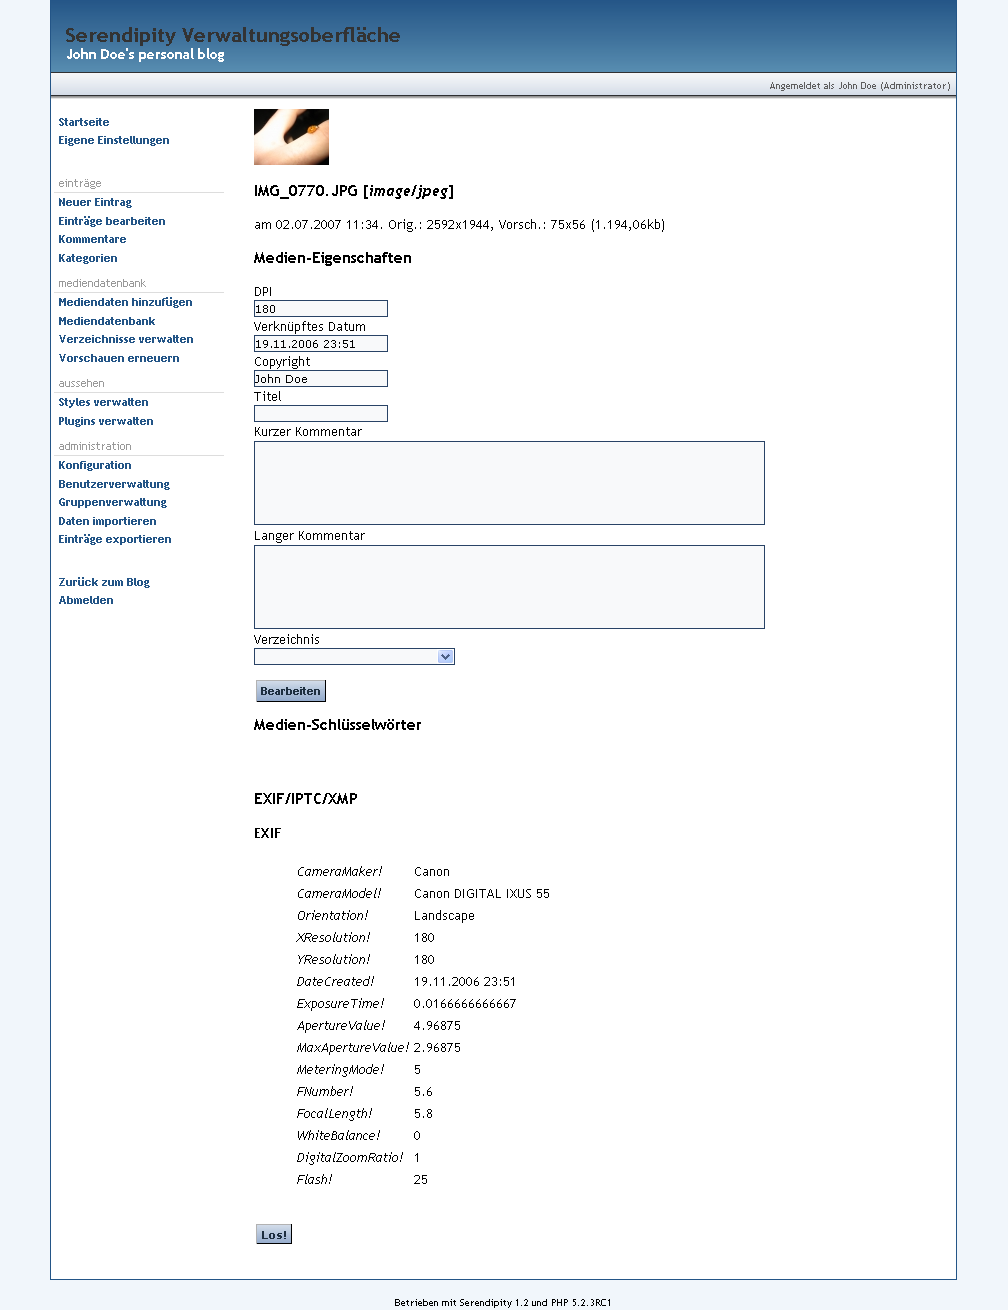 Serendipity Verwaltungsoberfläche
John Doe's personal blog
Angemeldet als John Doe (Administrator)
Startseite
Eigene Einstellungen
einträge
Neuer Eintrag
Einträge bearbeiten
Kommentare
Kategorien
mediendatenbank
Mediendaten hinzufügen
Mediendatenbank
Verzeichnisse verwalten
Vorschauen erneuern
aussehen
Styles verwalten
Plugins verwalten
administration
Konfiguration
Benutzerverwaltung
Gruppenverwaltung
Daten importieren
Einträge exportieren
Zurück zum Blog
Abmelden
IMG_0770.JPG [image/jpeg]
am 02.07.2007 11:34. Orig.: 2592x1944, Vorsch.: 75x56 (1.194,06kb)
Medien-Eigenschaften
DPI
180
Verknüpftes Datum
19.11.2006 23:51
Copyright
John Doe
Titel
Kurzer Kommentar
Langer Kommentar
Verzeichnis
Bearbeiten
Medien-Schlüsselwörter
EXIF/IPTC/XMP
EXIF
CameraMaker! Canon
CameraModel! Canon DIGITAL IXUS 55
Orientation! Landscape
XResolution! 180
YResolution! 180
DateCreated! 19.11.2006 23:51
ExposureTime! 0.0166666666667
ApertureValue! 4.96875
MaxApertureValue! 2.96875
MeteringMode! 5
FNumber! 5.6
FocalLength! 5.8
WhiteBalance! 0
DigitalZoomRatio! 1
Flash! 25
Los!
Betrieben mit Serendipity 1.2 und PHP 5.2.3RC1